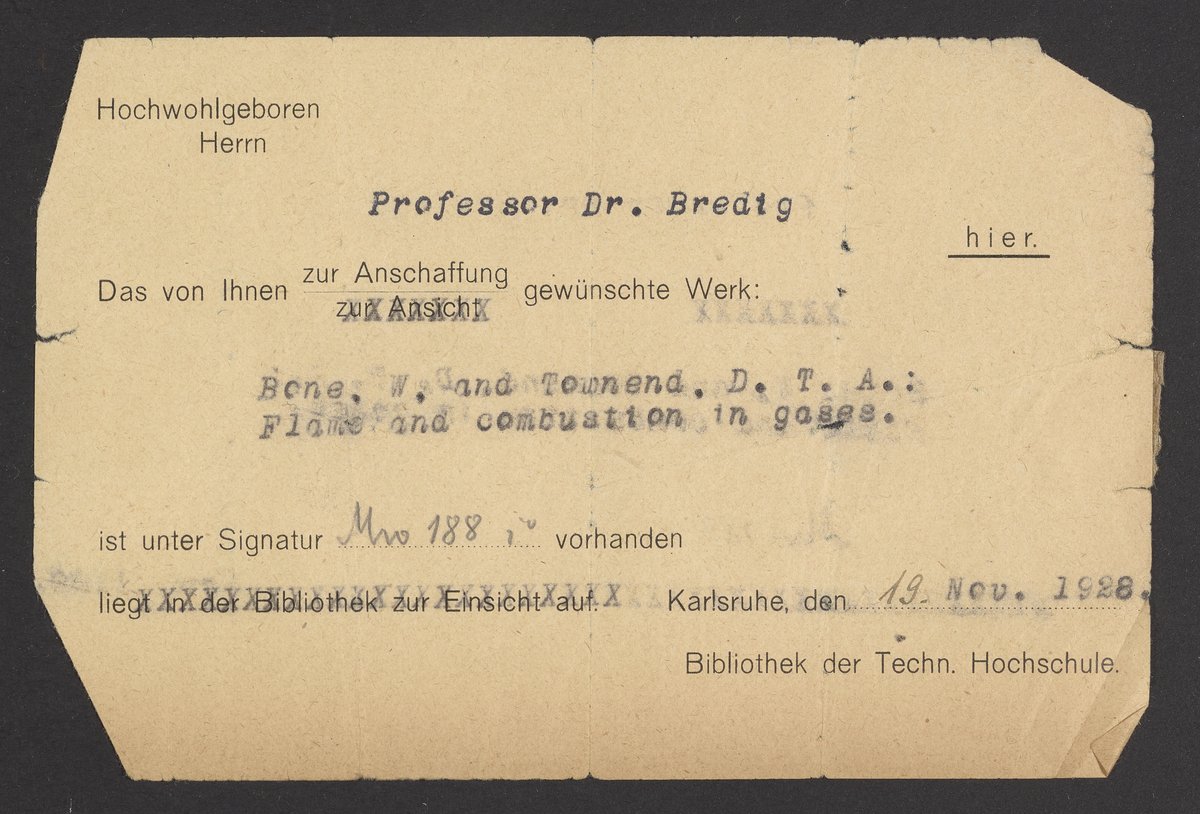 Hochwohlgeboren
Herrn
Professor Dr. Bredig
hier.
Das von Ihnen zur Anschaffung gewünschte Werk:
zur Ansicht
XXXXXXX
Bone. W. and Townend. D. T. A.:
Flame and combustion in gases.
ist unter Signatur 188 vorhanden
liegt in der Bibliothek zur Einsicht auf. Karlsruhe, den 19. Nov. 1928.
Bibliothek der Techn. Hochschule.